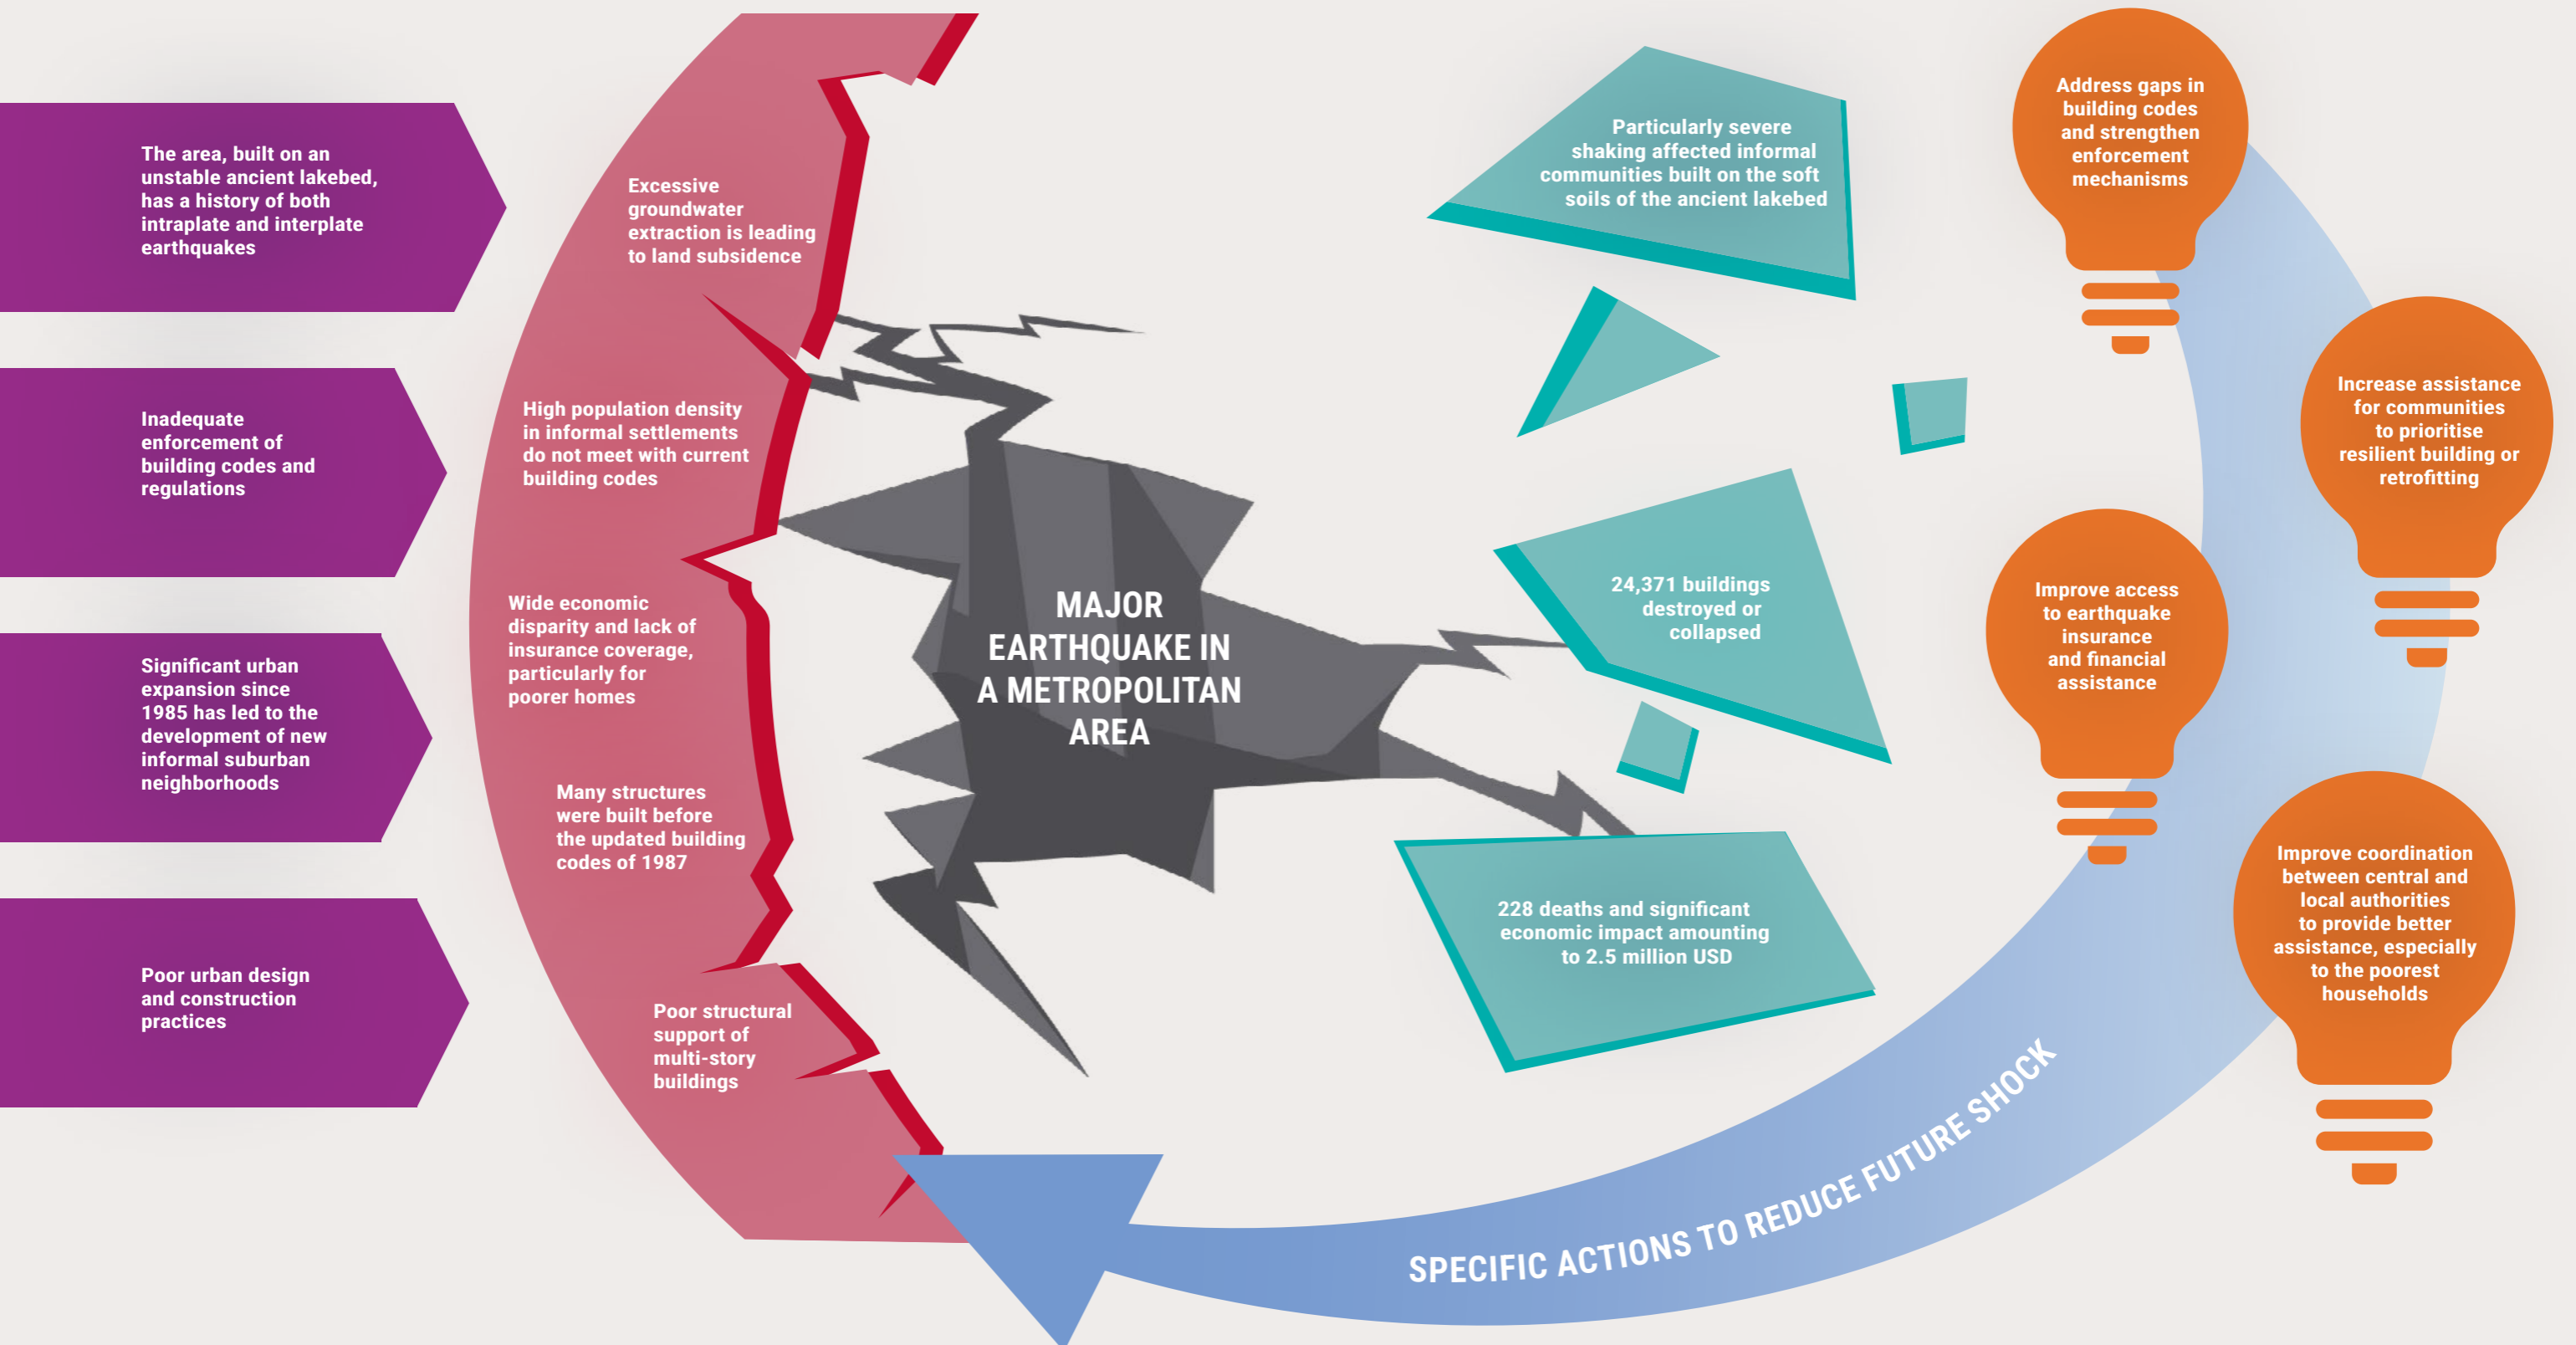 The area, built on an
unstable ancient lakebed,
has a history of both
intraplate and interplate
earthquakes
Inadequate
enforcement of
building codes and
regulations
Significant urban
expansion since
1985 has led to the
development of new
informal suburban
neighborhoods
Poor urban design
and construction
practices
Excessive
groundwater
extraction is leading
to land subsidence
High population density
in informal settlements
do not meet with current
building codes
Wide economic
disparity and lack of
insurance coverage,
particularly for
poorer homes
Many structures
were built before
the updated building
codes of 1987
Poor structural
support of
multi-story
buildings
MAJOR
EARTHQUAKE IN
A METROPOLITAN
AREA
Particularly severe
shaking affected informal
communities built on the soft
soils of the ancient lakebed
24,371 buildings
destroyed or
collapsed
228 deaths and significant
economic impact amounting
to 2.5 million USD
Address gaps in
building codes
and strengthen
enforcement
mechanisms
Increase assistance
for communities
to prioritise
resilient building or
retrofitting
Improve access
to earthquake
insurance
and financial
assistance
Improve coordination
between central and
local authorities
to provide better
assistance, especially
to the poorest
households
SPECIFIC ACTIONS TO REDUCE FUTURE SHOCK